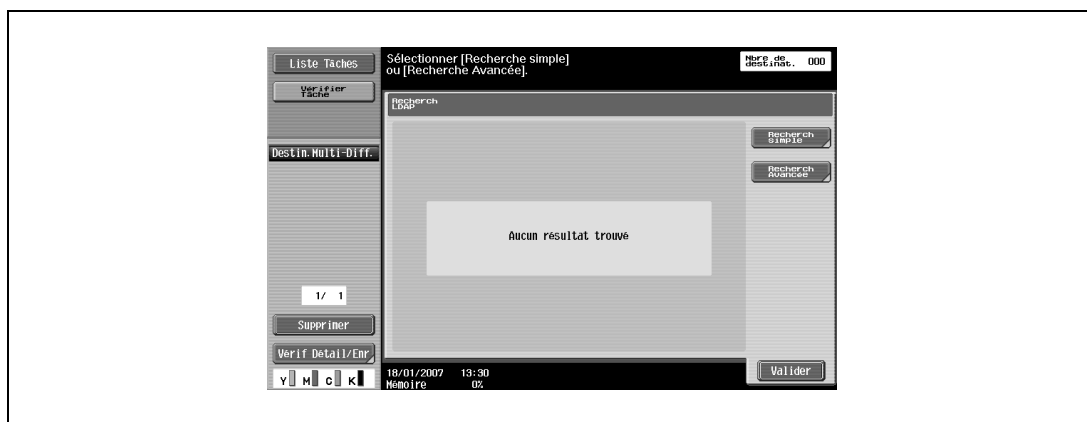 Liste Tâches
Vérifier
Tâche
Destin.Multi-Diff.
1/ 1
Supprimer
Vérif Détail/Enr
Y M C K
Sélectionner [Recherche simple]
ou [Recherche Avancée].
Nbre de
destinat. 000
Recherch
LDAP
Aucun résultat trouvé
Recherch
simple
Recherch
Avancée
18/01/2007 13:30
Mémoire 0%
Valider